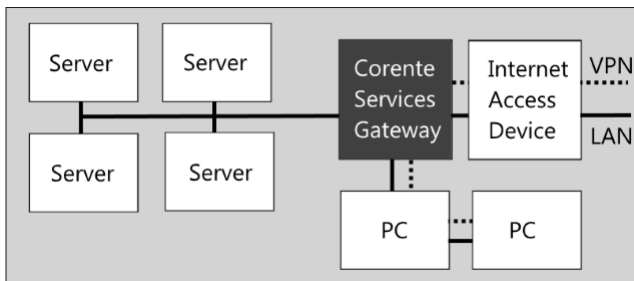 Server
Server
Server
Server
Corente
Services
Gateway
Internet
Access
Device
VPN
LAN
PC
PC